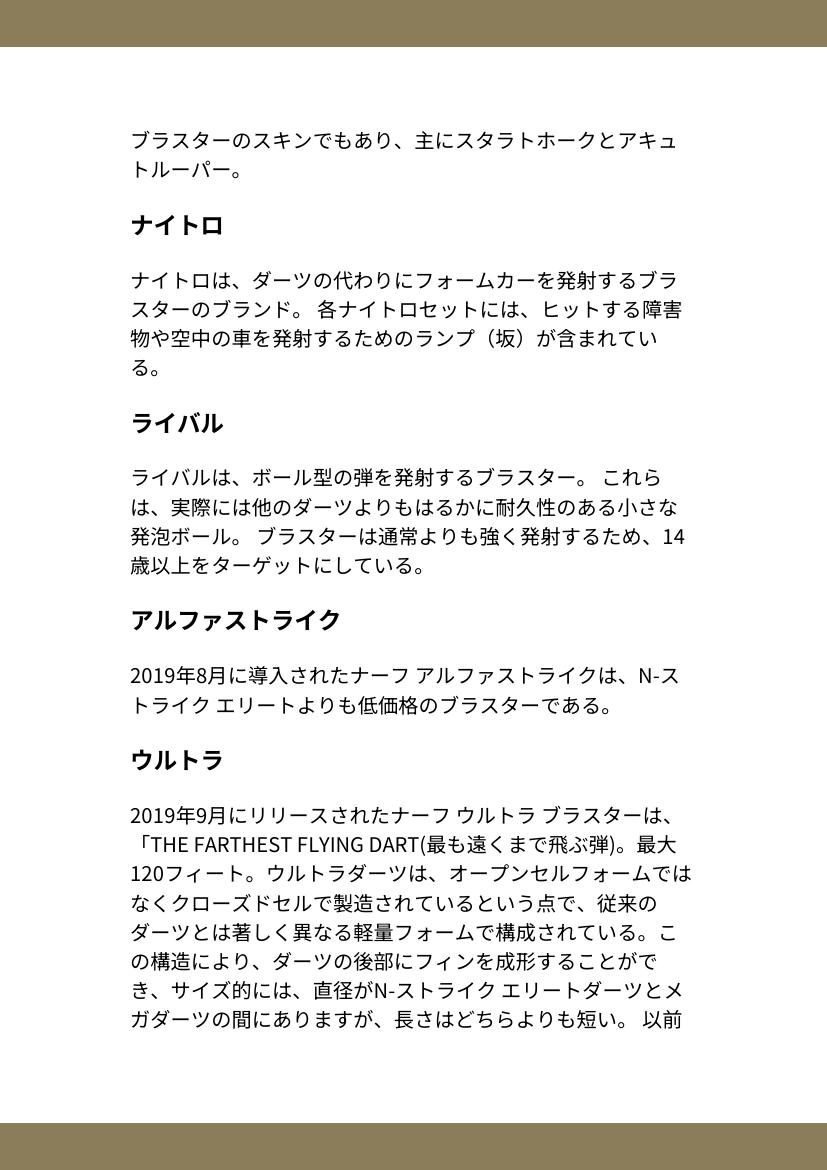 ブラスターのスキンでもあり、主にスタラトホークとアキュ
トルーパー。
ナイトロ
ナイトロは、ダーツの代わりにフォームカーを発射するブラ
スターのブランド。 各ナイトロセットには、ヒットする障害
物や空中の車を発射するためのランプ（坂）が含まれてい
る。
ライバル
ライバルは、ボール型の弾を発射するブラスター。 これら
は、実際には他のダーツよりもはるかに耐久性のある小さな
発泡ボール。 ブラスターは通常よりも強く発射するため、14
歳以上をターゲットにしている。
アルファストライク
2019年8月に導入されたナーフ アルファストライクは、N-ス
トライク エリートよりも低価格のブラスターである。
ウルトラ
2019年9月にリリースされたナーフ ウルトラ ブラスターは、
「THE FARTHEST FLYING DART(最も遠くまで飛ぶ弾)。最大
120フィート。ウルトラダーツは、オープンセルフォームでは
なくクローズドセルで製造されているという点で、従来の
ダーツとは著しく異なる軽量フォームで構成されている。こ
の構造により、ダーツの後部にフィンを成形することがで
き、サイズ的には、直径がN-ストライク エリートダーツとメ
ガダーツの間にありますが、長さはどちらよりも短い。 以前